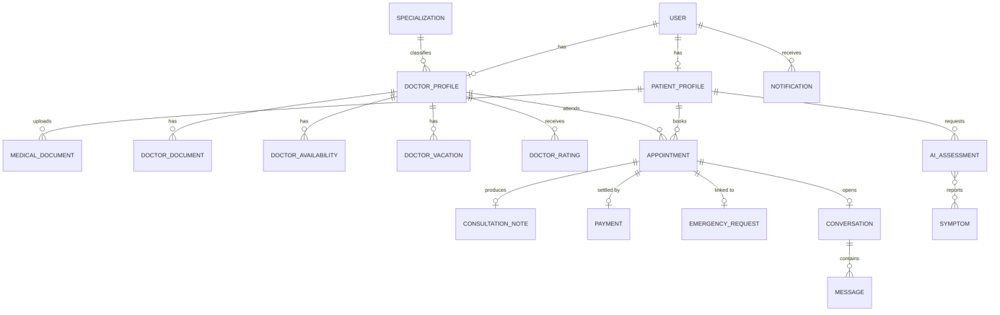 SPECIALIZATION
USER
classifies
has
has
receives
DOCTOR_PROFILE
PATIENT_PROFILE
NOTIFICATION
uploads
has
has
has
receives
attends
books
requests
MEDICAL_DOCUMENT
DOCTOR_DOCUMENT
DOCTOR_AVAILABILITY
DOCTOR_VACATION
DOCTOR_RATING
APPOINTMENT
AI_ASSESSMENT
produces
settled by
linked to
opens
reports
CONSULTATION_NOTE
PAYMENT
EMERGENCY_REQUEST
CONVERSATION
SYMPTOM
contains
MESSAGE